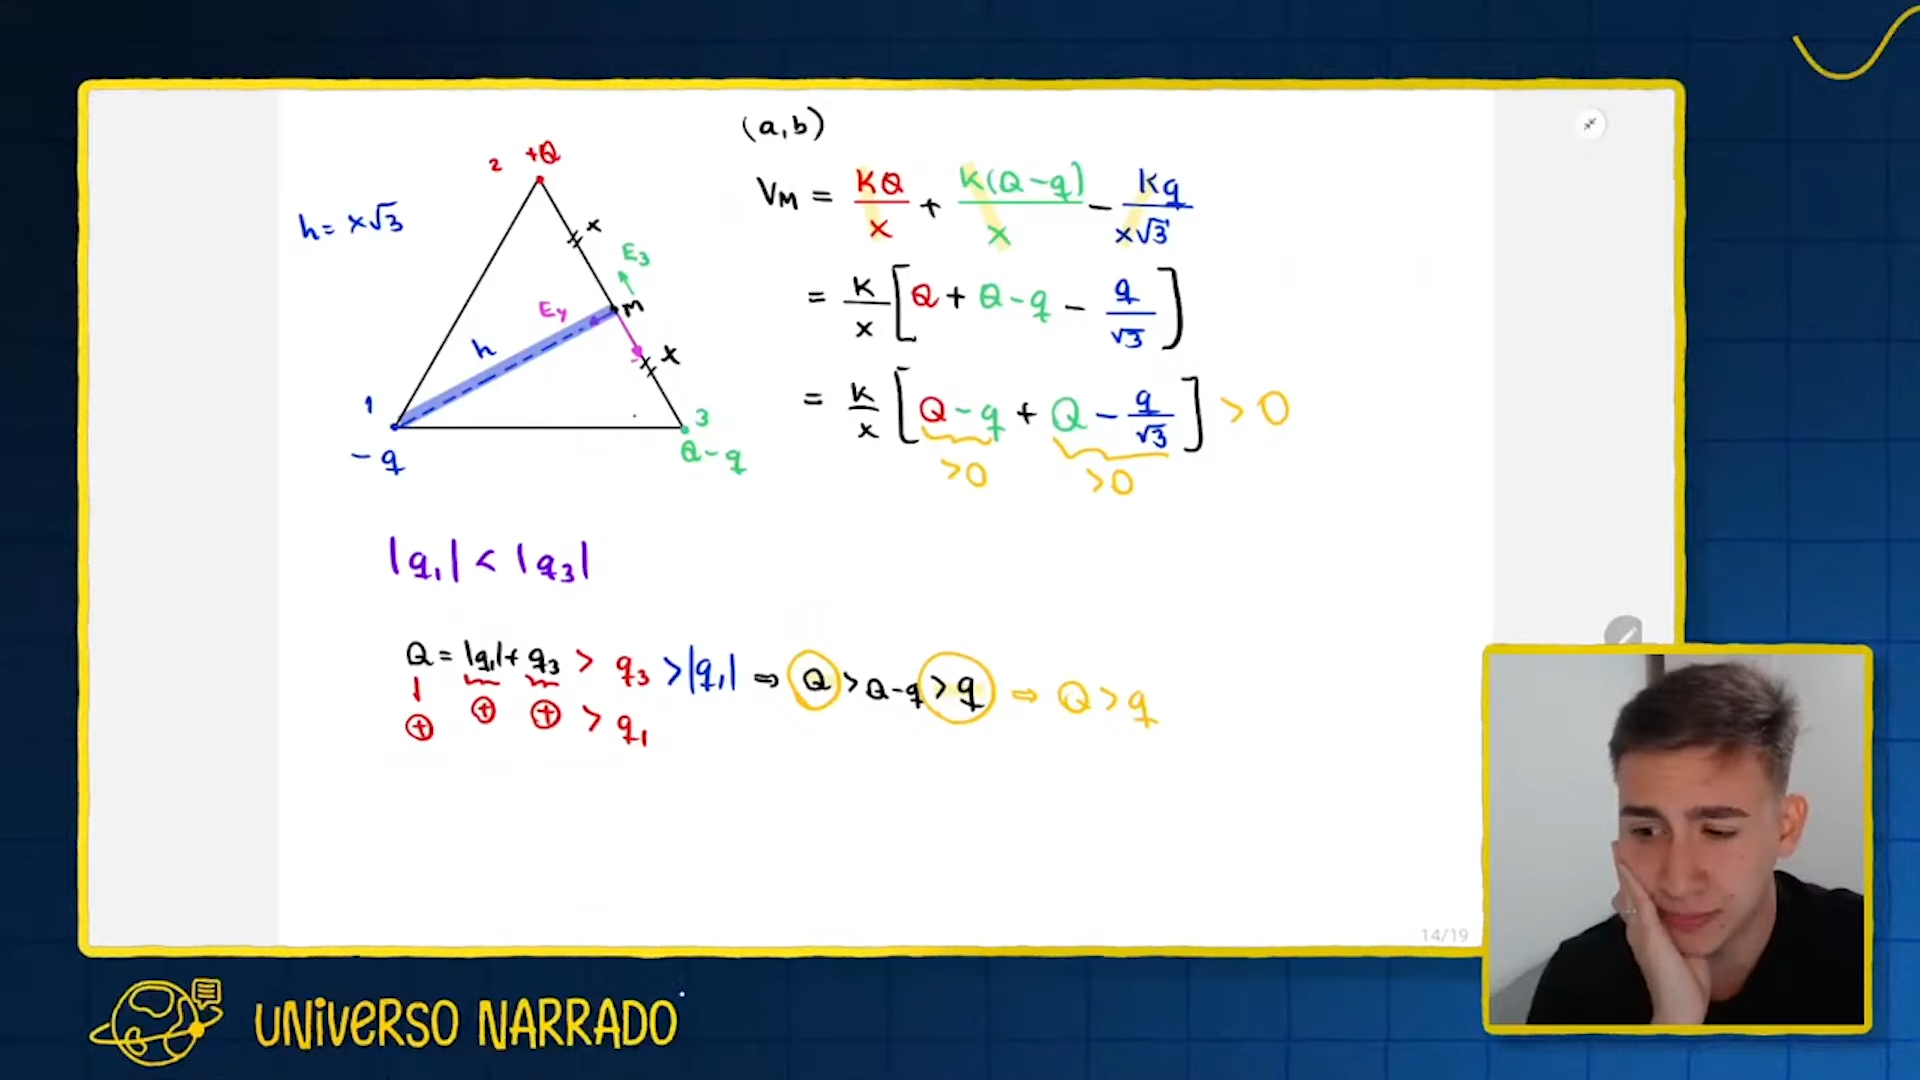 (a,b)
2 +Q
h = x√3
x
E3
M
Ey
h
x
1
-q
3
Q-q
VM = KQ/x + K(Q-q)/x - Kq/x√3
= K/x [Q + Q-q - q/√3]
= K/x [Q-q + Q - q/√3] > 0
>0 >0
|q1| < |q3|
Q = |q1| + q3 > q3 > |q1| ⇒ Q > Q-q > q ⇒ Q > q
+ + + > q1
14/19
UNIVERSO NARRADO